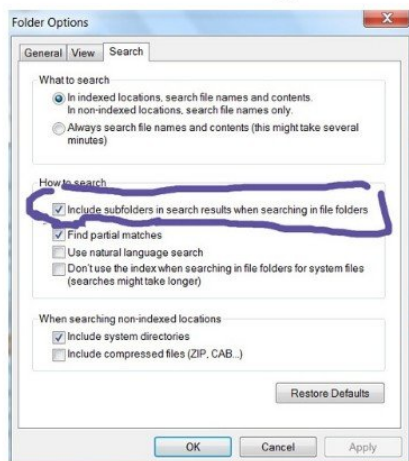 Folder Options
General View Search
What to search
In indexed locations, search file names and contents.
In non-indexed locations, search file names only.
Always search file names and contents (this might take several
minutes)
How to search
Include subfolders in search results when searching in file folders
Find partial matches
Use natural language search
Don't use the index when searching in file folders for system files
(searches might take longer)
When searching non-indexed locations
Include system directories
Include compressed files (ZIP, CAB...)
Restore Defaults
OK Cancel Apply